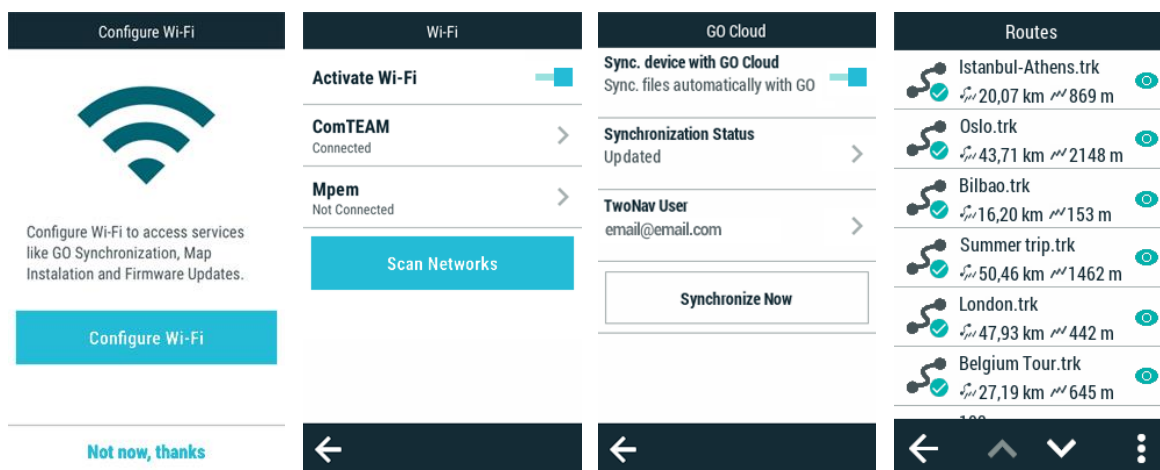 Configure Wi-Fi
Configure Wi-Fi to access services
like GO Synchronization, Map
Instalation and Firmware Updates.
Configure Wi-Fi
Not now, thanks
Wi-Fi
Activate Wi-Fi
ComTEAM
Connected
Mpem
Not Connected
Scan Networks
GO Cloud
Sync. device with GO Cloud
Sync. files automatically with GO
Synchronization Status
Updated
TwoNav User
email@email.com
Synchronize Now
Routes
Istanbul-Athens.trk
20,07 km 869 m
Oslo.trk
43,71 km 2148 m
Bilbao.trk
16,20 km 153 m
Summer trip.trk
50,46 km 1462 m
London.trk
47,93 km 442 m
Belgium Tour.trk
27,19 km 645 m